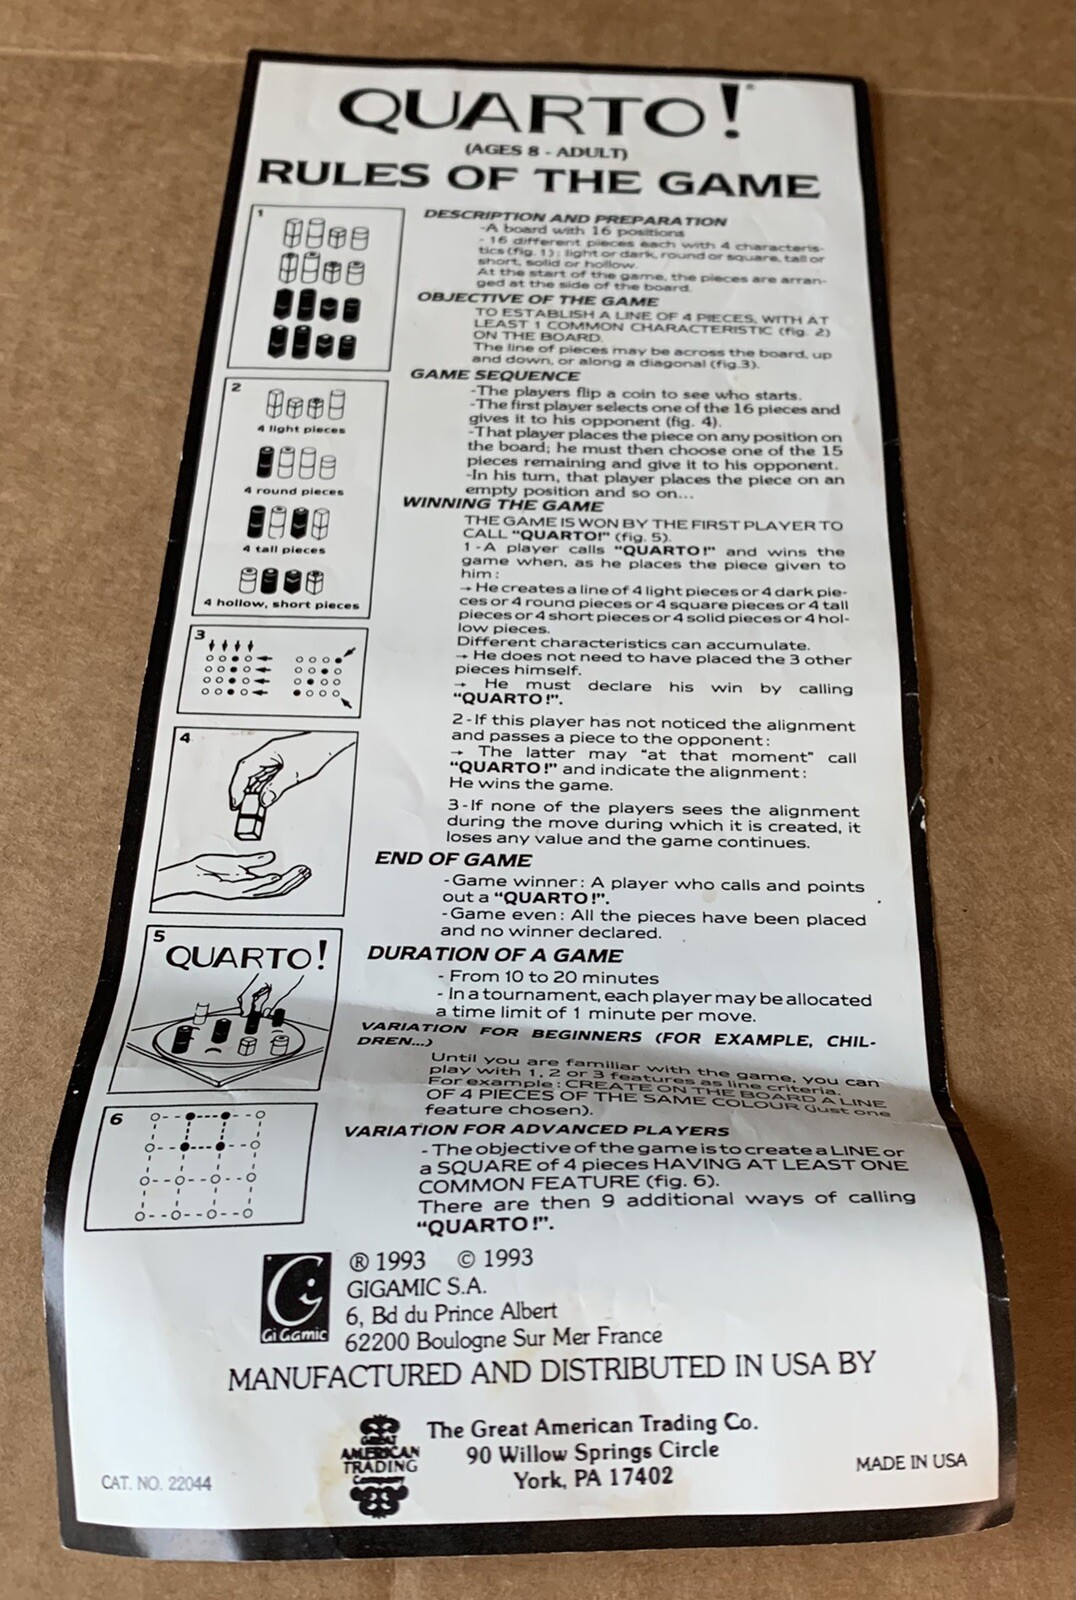 QUARTO!
(AGES 8 - ADULT)
RULES OF THE GAME
1
2
4 light pieces
4 round pieces
4 tall pieces
4 hollow, short pieces
3
4
5
QUARTO!
6
DESCRIPTION AND PREPARATION
-A board with 16 positions
- 16 different pieces each with 4 characteris-
tics (fig. 1) : light or dark, round or square, tall or
short, solid or hollow.
At the start of the game, the pieces are arran-
ged at the side of the board.
OBJECTIVE OF THE GAME
TO ESTABLISH A LINE OF 4 PIECES, WITH AT
LEAST 1 COMMON CHARACTERISTIC (fig. 2)
ON THE BOARD.
The line of pieces may be across the board, up
and down, or along a diagonal (fig.3).
GAME SEQUENCE
-The players flip a coin to see who starts.
-The first player selects one of the 16 pieces and
gives it to his opponent (fig. 4).
-That player places the piece on any position on
the board; he must then choose one of the 15
pieces remaining and give it to his opponent.
-In his turn, that player places the piece on an
empty position and so on...
WINNING THE GAME
THE GAME IS WON BY THE FIRST PLAYER TO
CALL "QUARTO!" (fig. 5).
1 - A player calls "QUARTO!" and wins the
game when, as he places the piece given to
him :
→ He creates a line of 4 light pieces or 4 dark pie-
ces or 4 round pieces or 4 square pieces or 4 tall
pieces or 4 short pieces or 4 solid pieces or 4 hol-
low pieces.
Different characteristics can accumulate.
→ He does not need to have placed the 3 other
pieces himself.
→ He must declare his win by calling
"QUARTO!".
2 - If this player has not noticed the alignment
and passes a piece to the opponent :
→ The latter may "at that moment" call
"QUARTO!" and indicate the alignment :
He wins the game.
3 - If none of the players sees the alignment
during the move during which it is created, it
loses any value and the game continues.
END OF GAME
- Game winner : A player who calls and points
out a "QUARTO!".
- Game even : All the pieces have been placed
and no winner declared.
DURATION OF A GAME
- From 10 to 20 minutes
- In a tournament, each player may be allocated
a time limit of 1 minute per move.
VARIATION FOR BEGINNERS (FOR EXAMPLE, CHIL-
DREN...)
Until you are familiar with the game, you can
play with 1, 2 or 3 features as line criteria.
For example : CREATE ON THE BOARD A LINE
OF 4 PIECES OF THE SAME COLOUR (just one
feature chosen).
VARIATION FOR ADVANCED PLAYERS
- The objective of the game is to create a LINE or
a SQUARE of 4 pieces HAVING AT LEAST ONE
COMMON FEATURE (fig. 6).
There are then 9 additional ways of calling
"QUARTO!".
GiGamic
® 1993 © 1993
GIGAMIC S.A.
6, Bd du Prince Albert
62200 Boulogne Sur Mer France
MANUFACTURED AND DISTRIBUTED IN USA BY
GREAT
AMERICAN
TRADING
Company
The Great American Trading Co.
90 Willow Springs Circle
York, PA 17402
CAT. NO. 22044
MADE IN USA